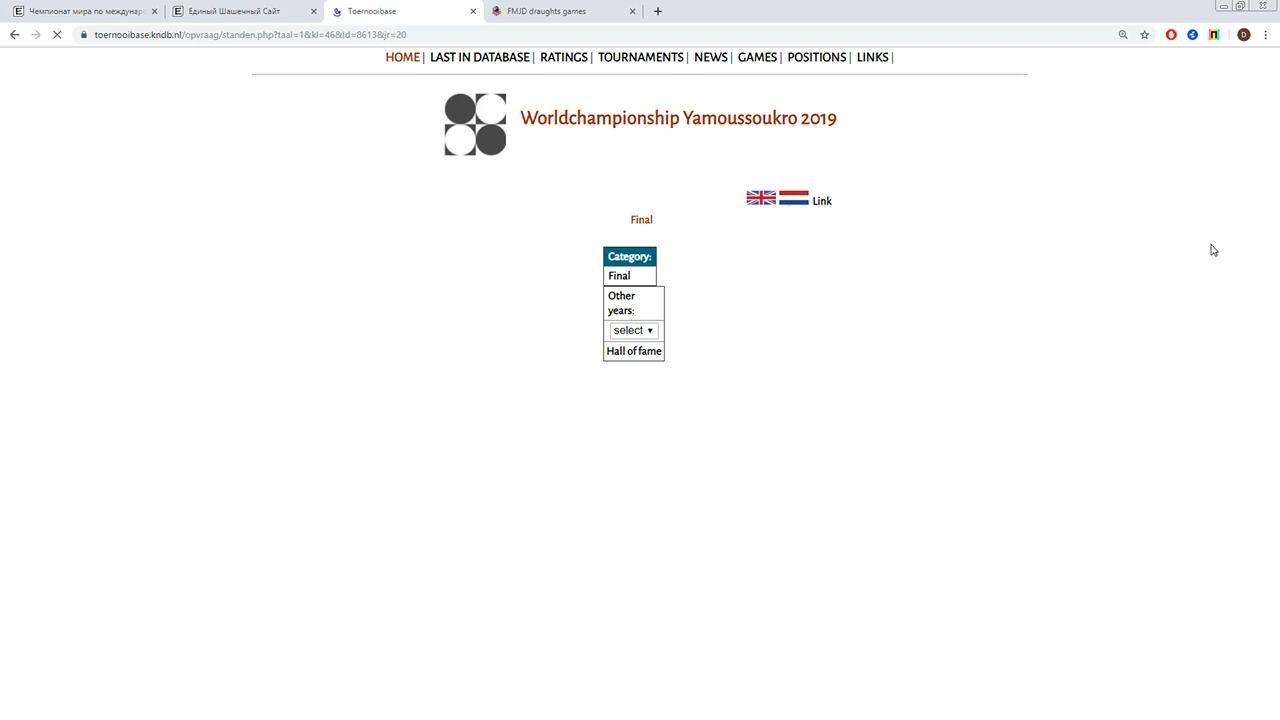 Чемпионат мира по междунар
Единый Шашечный Сайт
Toernooibase
FMJD draughts games
toernooibase.kndb.nl/opvraag/standen.php?taal=1&kl=46&Id=8613&jr=20
D
HOME | LAST IN DATABASE | RATINGS | TOURNAMENTS | NEWS | GAMES | POSITIONS | LINKS |
Worldchampionship Yamoussoukro 2019
Link
Final
Category:
Final
Other
years:
select
Hall of fame